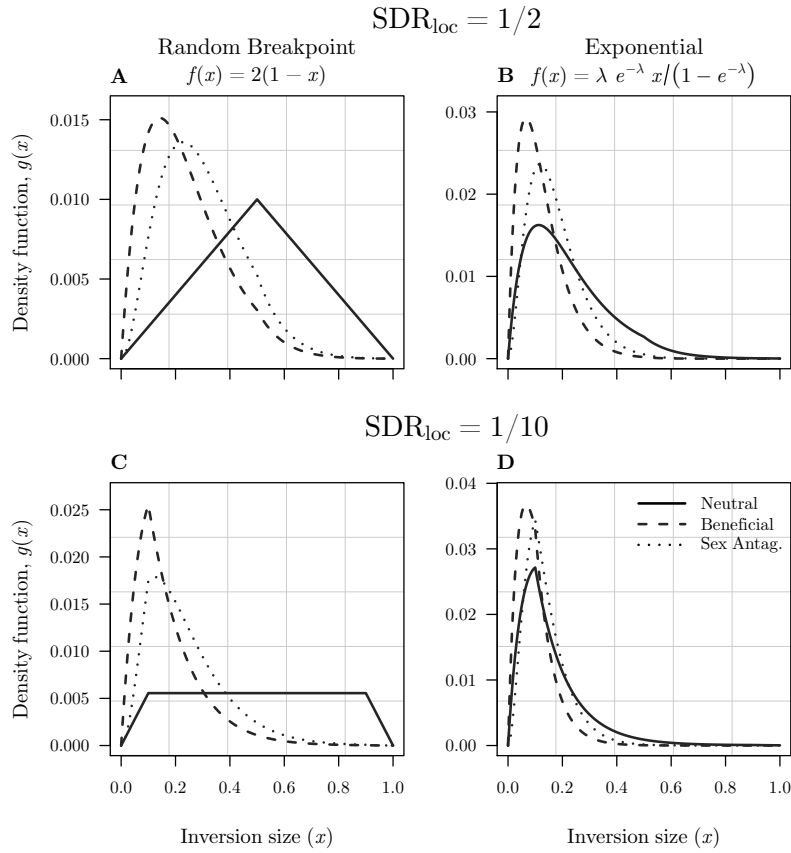 SDRloc = 1/2
Random Breakpoint
Exponential
A
f(x) = 2(1 − x)
B
f(x) = λ e^−λ x/(1 − e^−λ)
Density function, g(x)
0.015
0.010
0.005
0.000
0.03
0.02
0.01
0.00
SDRloc = 1/10
C
D
Density function, g(x)
0.025
0.020
0.015
0.010
0.005
0.000
0.04
0.03
0.02
0.01
0.00
Neutral
Beneficial
Sex Antag.
0.0 0.2 0.4 0.6 0.8 1.0
0.0 0.2 0.4 0.6 0.8 1.0
Inversion size (x)
Inversion size (x)